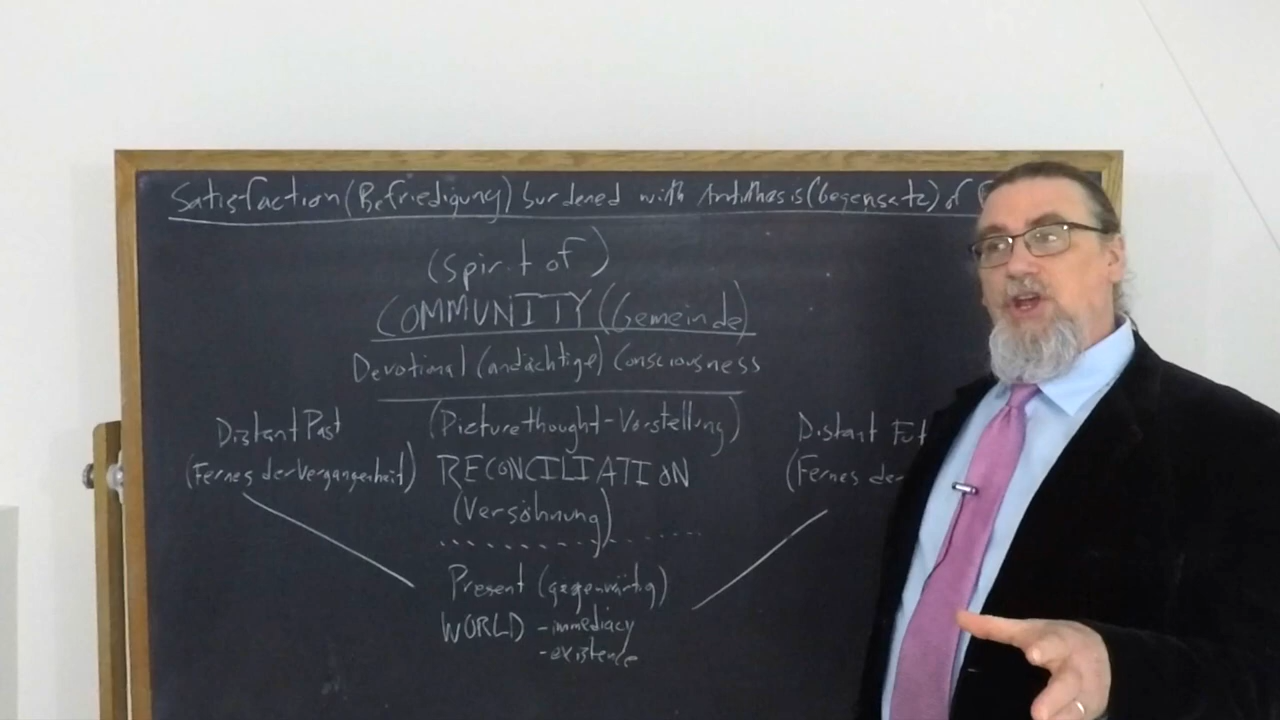 Satisfaction (Befriedigung) burdened with Antithesis (Gegensatz) of
(Spirit of)
COMMUNITY (Gemeinde)
Devotional (andächtige) Consciousness
(Picturethought-Vorstellung)
Distant Past
(Fernes der Vergangenheit)
RECONCILIATION
(Versöhnung)
Distant Fut
(Fernes der
Present (gegenwärtig)
WORLD - immediacy
- existence